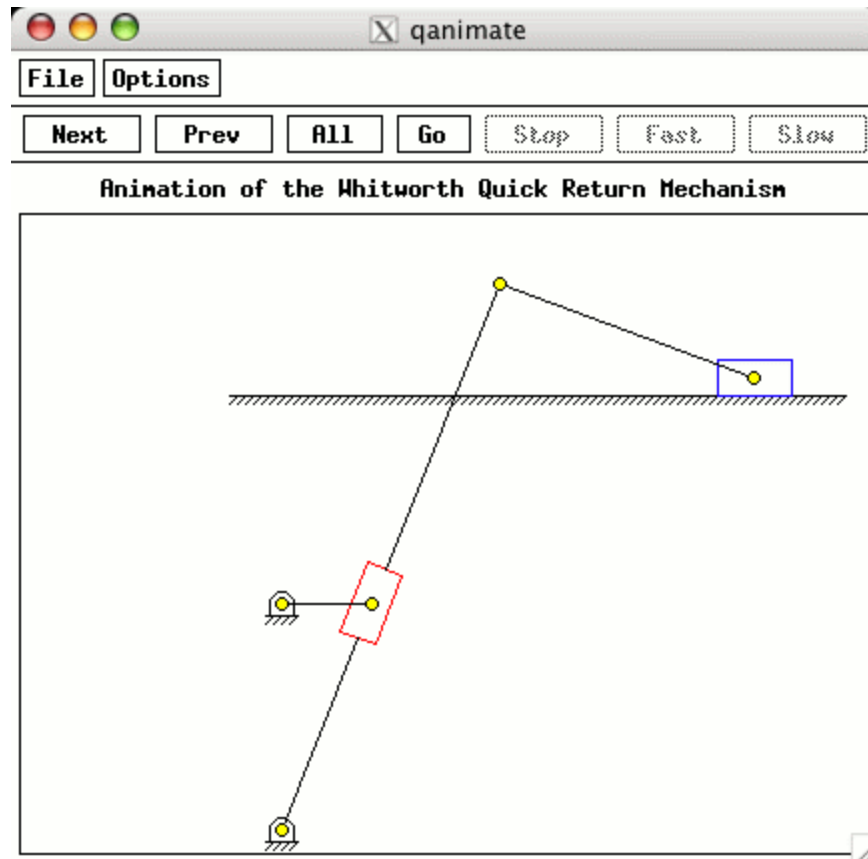 qanimate
File Options
Next Prev All Go Stop Fast Slow
Animation of the Whitworth Quick Return Mechanism